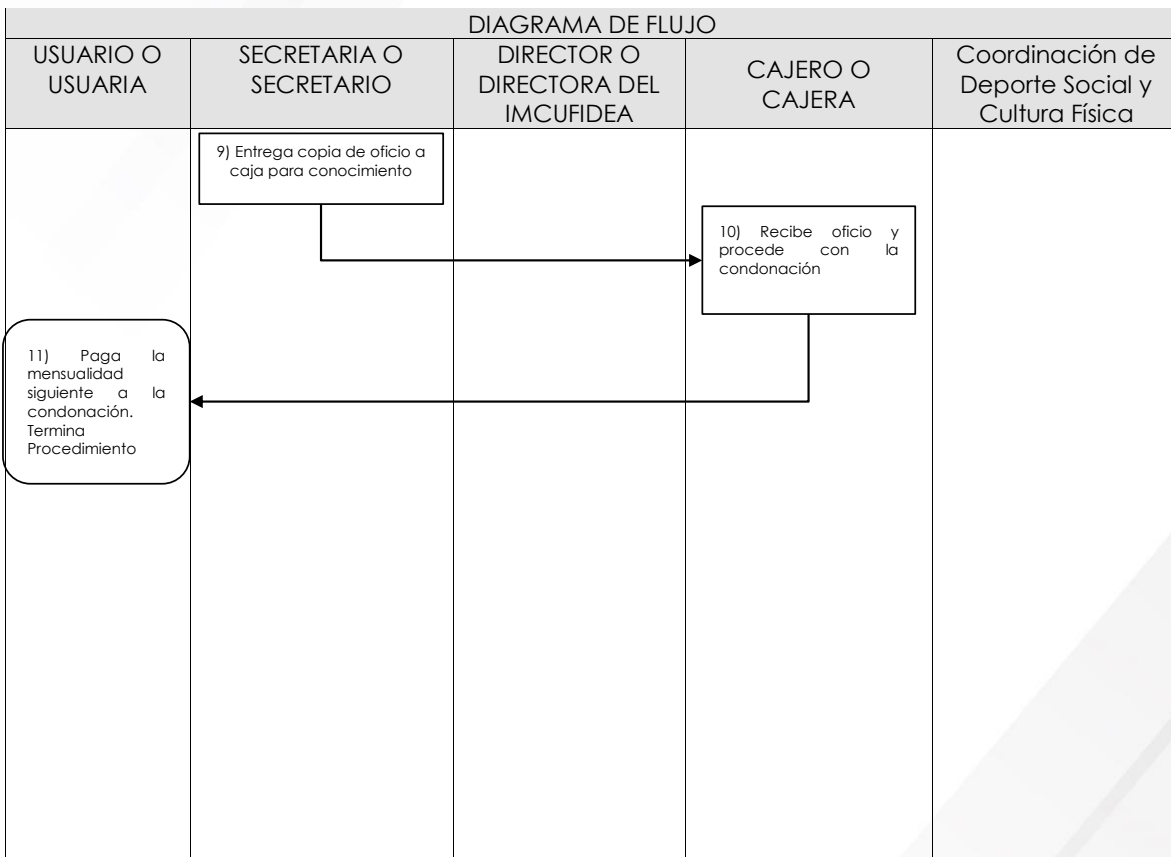 DIAGRAMA DE FLUJO
USUARIO O
USUARIA
SECRETARIA O
SECRETARIO
DIRECTOR O
DIRECTORA DEL
IMCUFIDEA
CAJERO O
CAJERA
Coordinación de
Deporte Social y
Cultura Física
9) Entrega copia de oficio a
caja para conocimiento
10) Recibe oficio y
procede con la
condonación
11) Paga la
mensualidad
siguiente a la
condonación.
Termina
Procedimiento